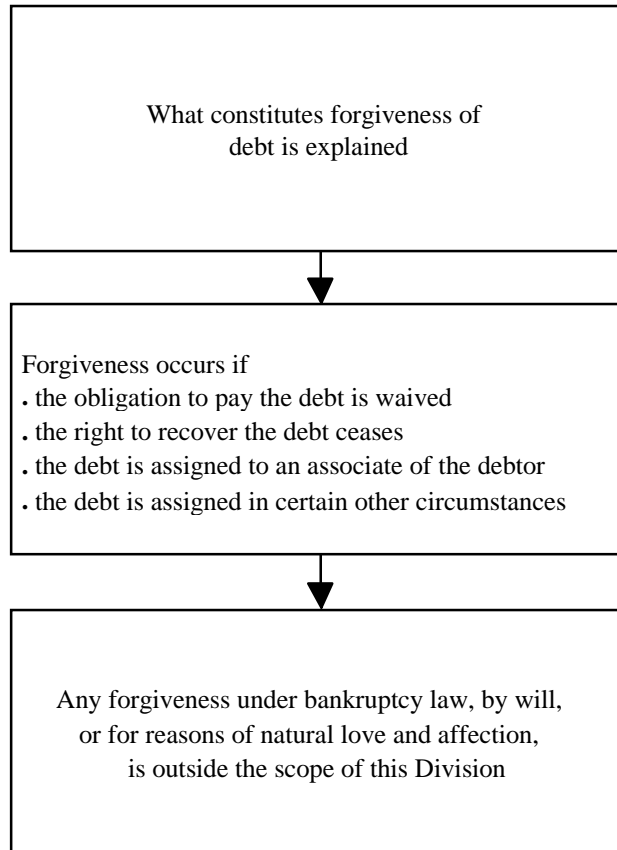 What constitutes forgiveness of
debt is explained
Forgiveness occurs if
. the obligation to pay the debt is waived
. the right to recover the debt ceases
. the debt is assigned to an associate of the debtor
. the debt is assigned in certain other circumstances
Any forgiveness under bankruptcy law, by will,
or for reasons of natural love and affection,
is outside the scope of this Division